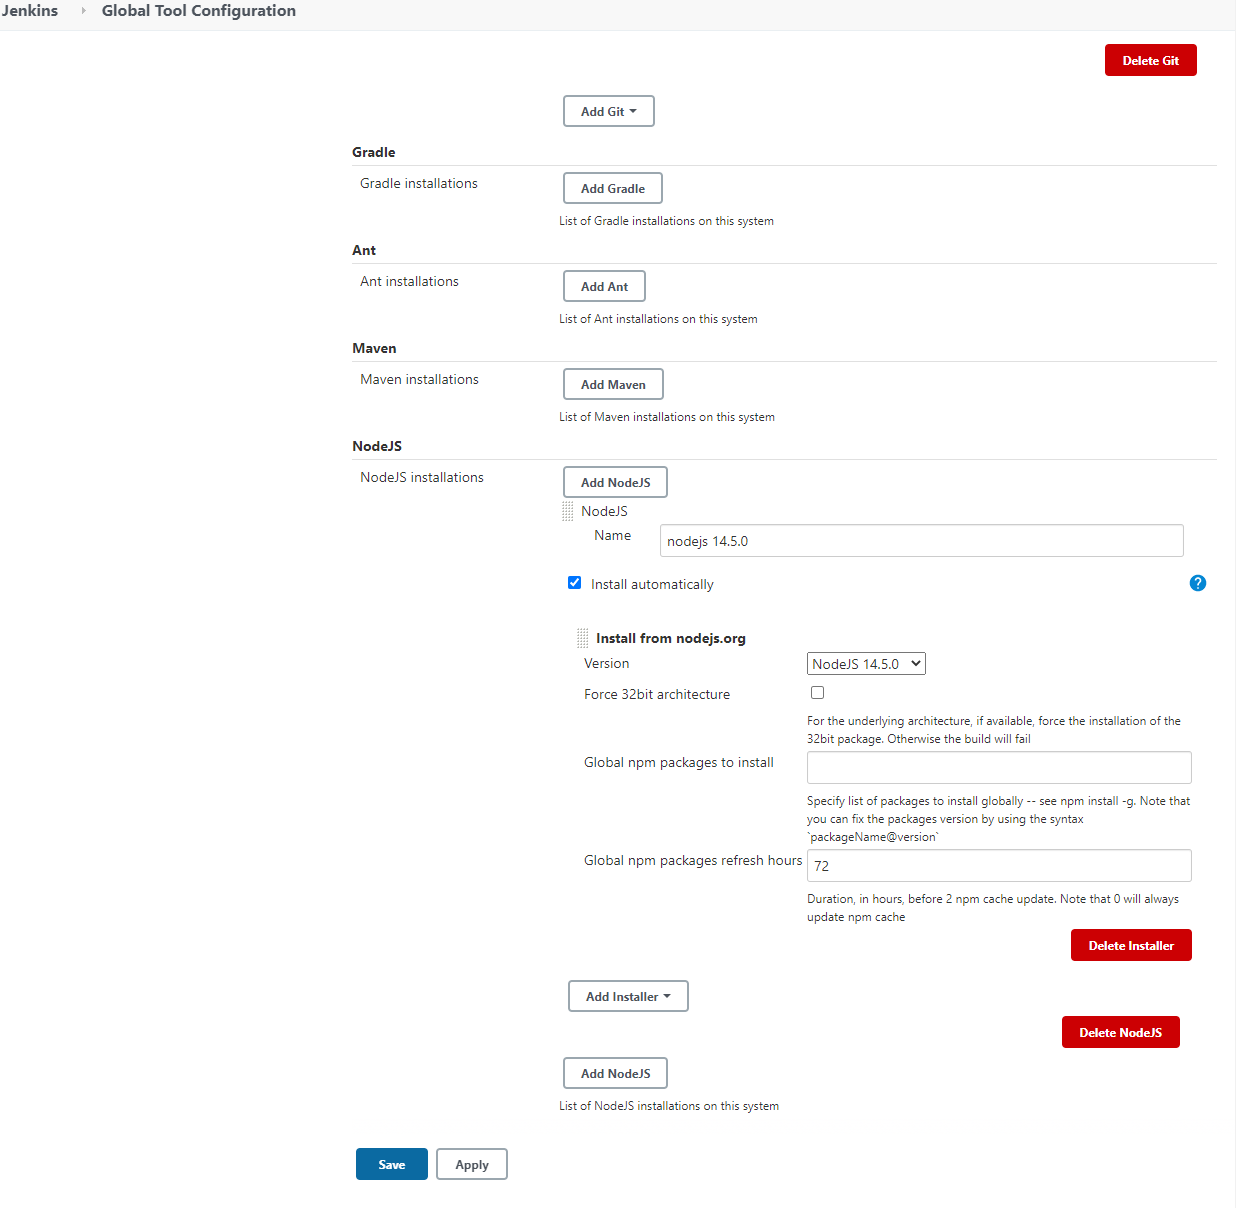 Jenkins
Global Tool Configuration
Delete Git
Add Git
Gradle
Gradle installations
Add Gradle
List of Gradle installations on this system
Ant
Ant installations
Add Ant
List of Ant installations on this system
Maven
Maven installations
Add Maven
List of Maven installations on this system
NodeJS
NodeJS installations
Add NodeJS
NodeJS
Name
nodejs 14.5.0
Install automatically
?
Install from nodejs.org
Version
NodeJS 14.5.0
Force 32bit architecture
For the underlying architecture, if available, force the installation of the
32bit package. Otherwise the build will fail
Global npm packages to install
Specify list of packages to install globally -- see npm install -g. Note that
you can fix the packages version by using the syntax
`packageName@version`
Global npm packages refresh hours
72
Duration, in hours, before 2 npm cache update. Note that 0 will always
update npm cache
Delete Installer
Add Installer
Delete NodeJS
Add NodeJS
List of NodeJS installations on this system
Save
Apply